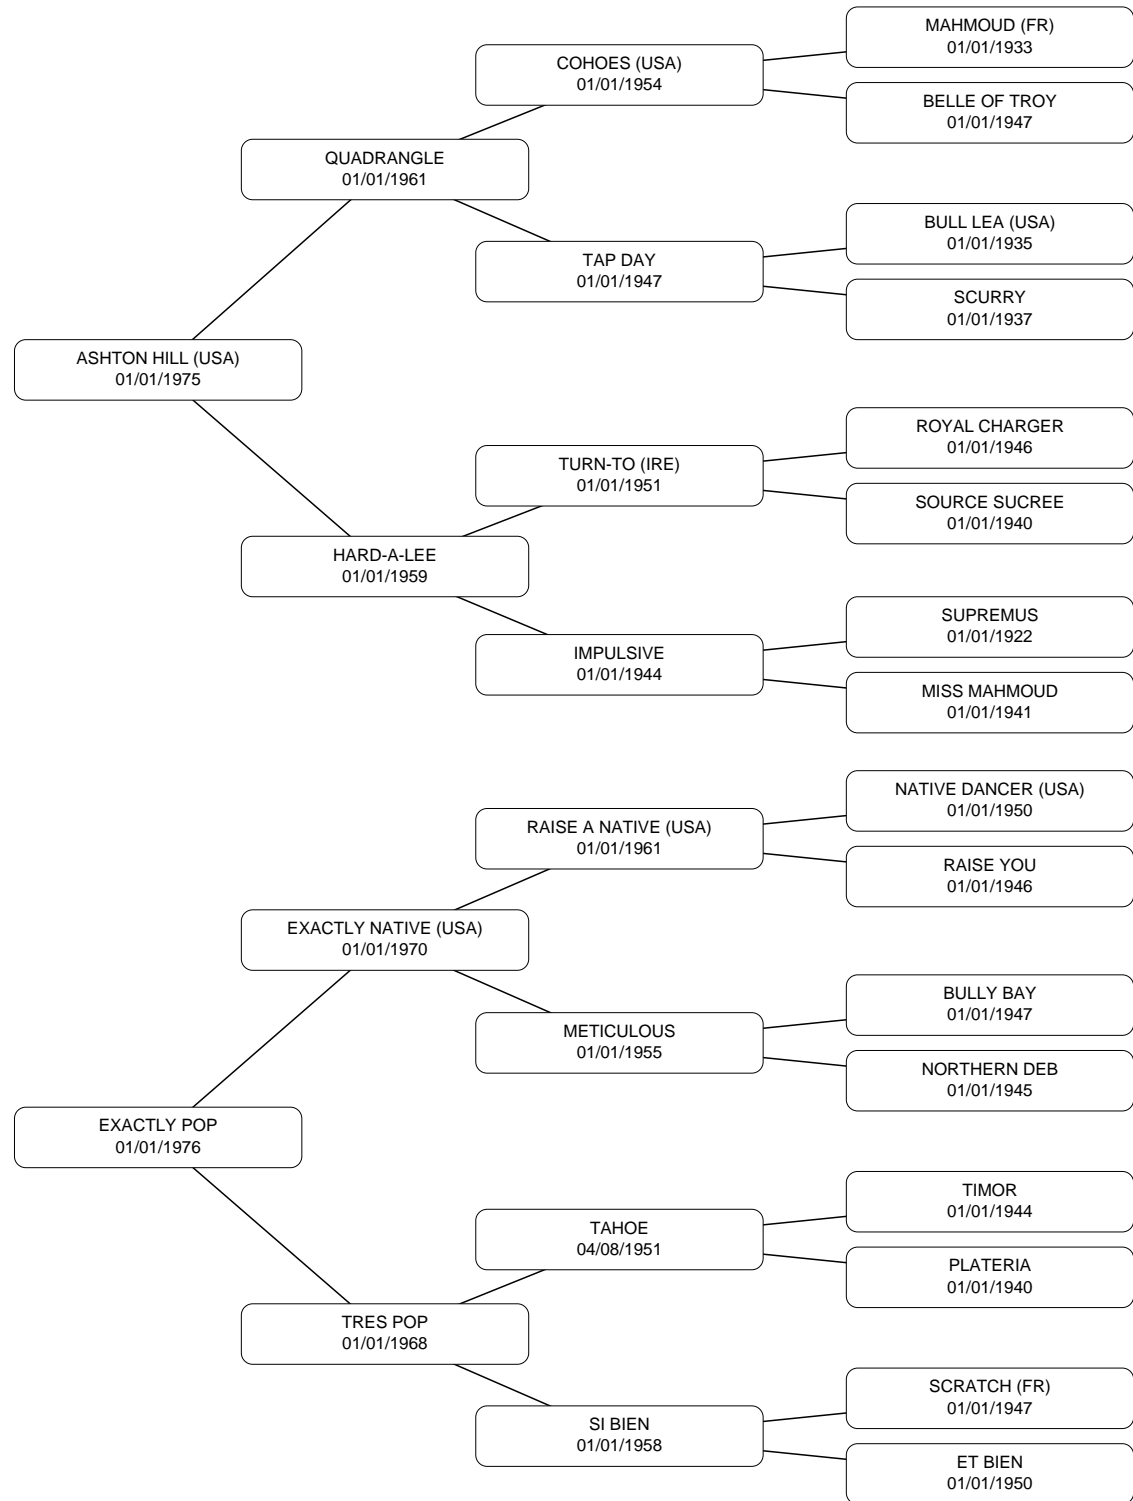 MAHMOUD (FR)
01/01/1933
COHOES (USA)
01/01/1954
BELLE OF TROY
01/01/1947
QUADRANGLE
01/01/1961
BULL LEA (USA)
01/01/1935
TAP DAY
01/01/1947
SCURRY
01/01/1937
ASHTON HILL (USA)
01/01/1975
ROYAL CHARGER
01/01/1946
TURN-TO (IRE)
01/01/1951
SOURCE SUCREE
01/01/1940
HARD-A-LEE
01/01/1959
SUPREMUS
01/01/1922
IMPULSIVE
01/01/1944
MISS MAHMOUD
01/01/1941
NATIVE DANCER (USA)
01/01/1950
RAISE A NATIVE (USA)
01/01/1961
RAISE YOU
01/01/1946
EXACTLY NATIVE (USA)
01/01/1970
BULLY BAY
01/01/1947
METICULOUS
01/01/1955
NORTHERN DEB
01/01/1945
EXACTLY POP
01/01/1976
TIMOR
01/01/1944
TAHOE
04/08/1951
PLATERIA
01/01/1940
TRES POP
01/01/1968
SCRATCH (FR)
01/01/1947
SI BIEN
01/01/1958
ET BIEN
01/01/1950